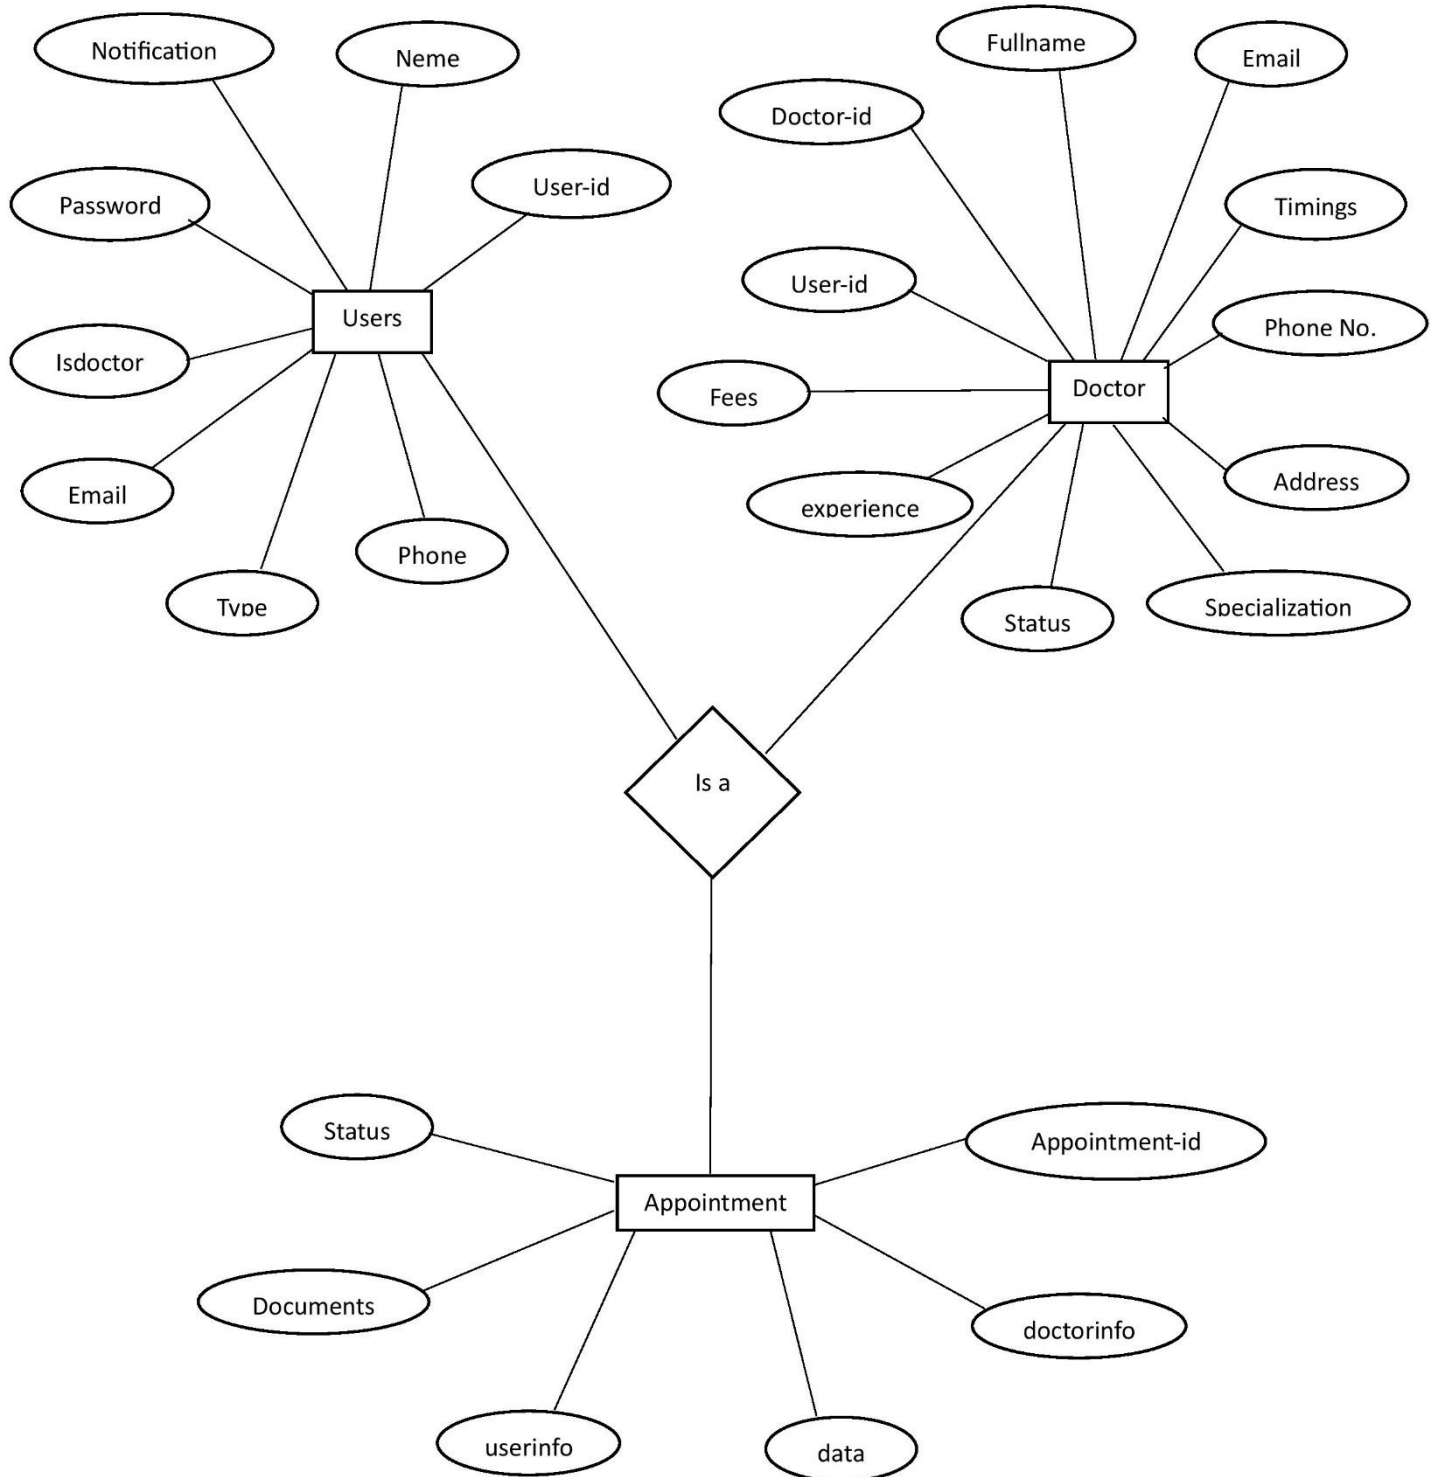 Notification
Neme
Fullname
Email
Doctor-id
User-id
Password
Timings
User-id
Users
Phone No.
Isdoctor
Doctor
Fees
Address
Email
experience
Phone
Type
Specialization
Status
Is a
Status
Appointment-id
Appointment
Documents
doctorinfo
userinfo
data